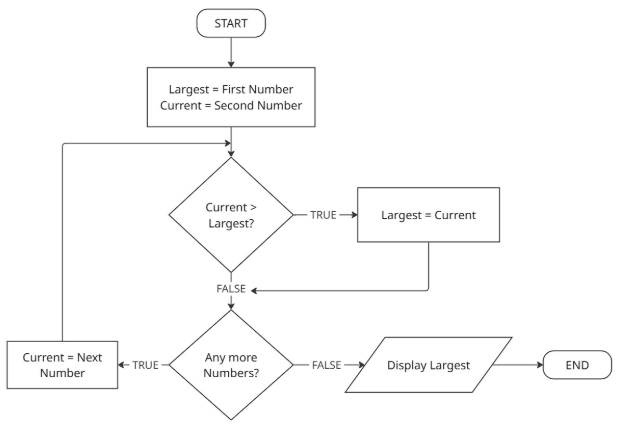 START
Largest = First Number
Current = Second Number
Current >
Largest?
TRUE
Largest = Current
FALSE
Current = Next
Number
TRUE
Any more
Numbers?
FALSE
Display Largest
END